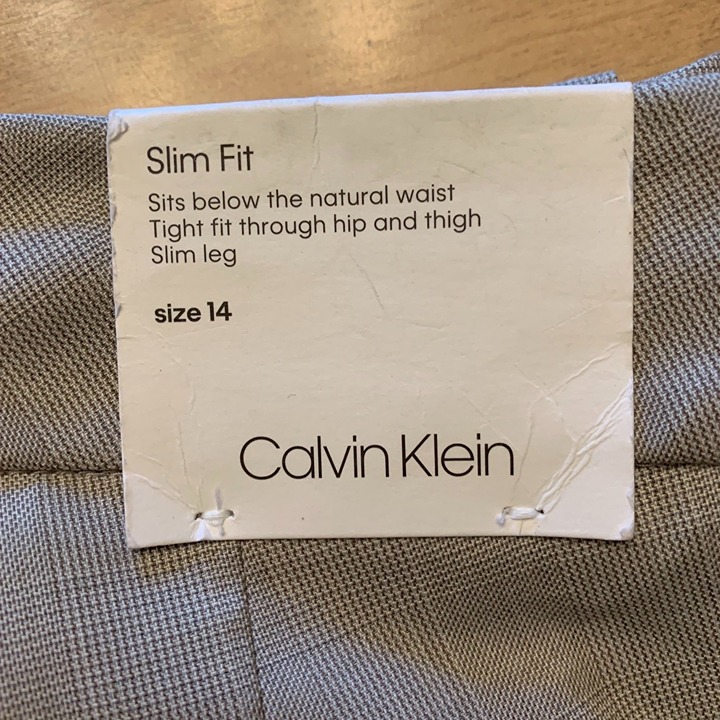 Slim Fit
Sits below the natural waist
Tight fit through hip and thigh
Slim leg
size 14
Calvin Klein